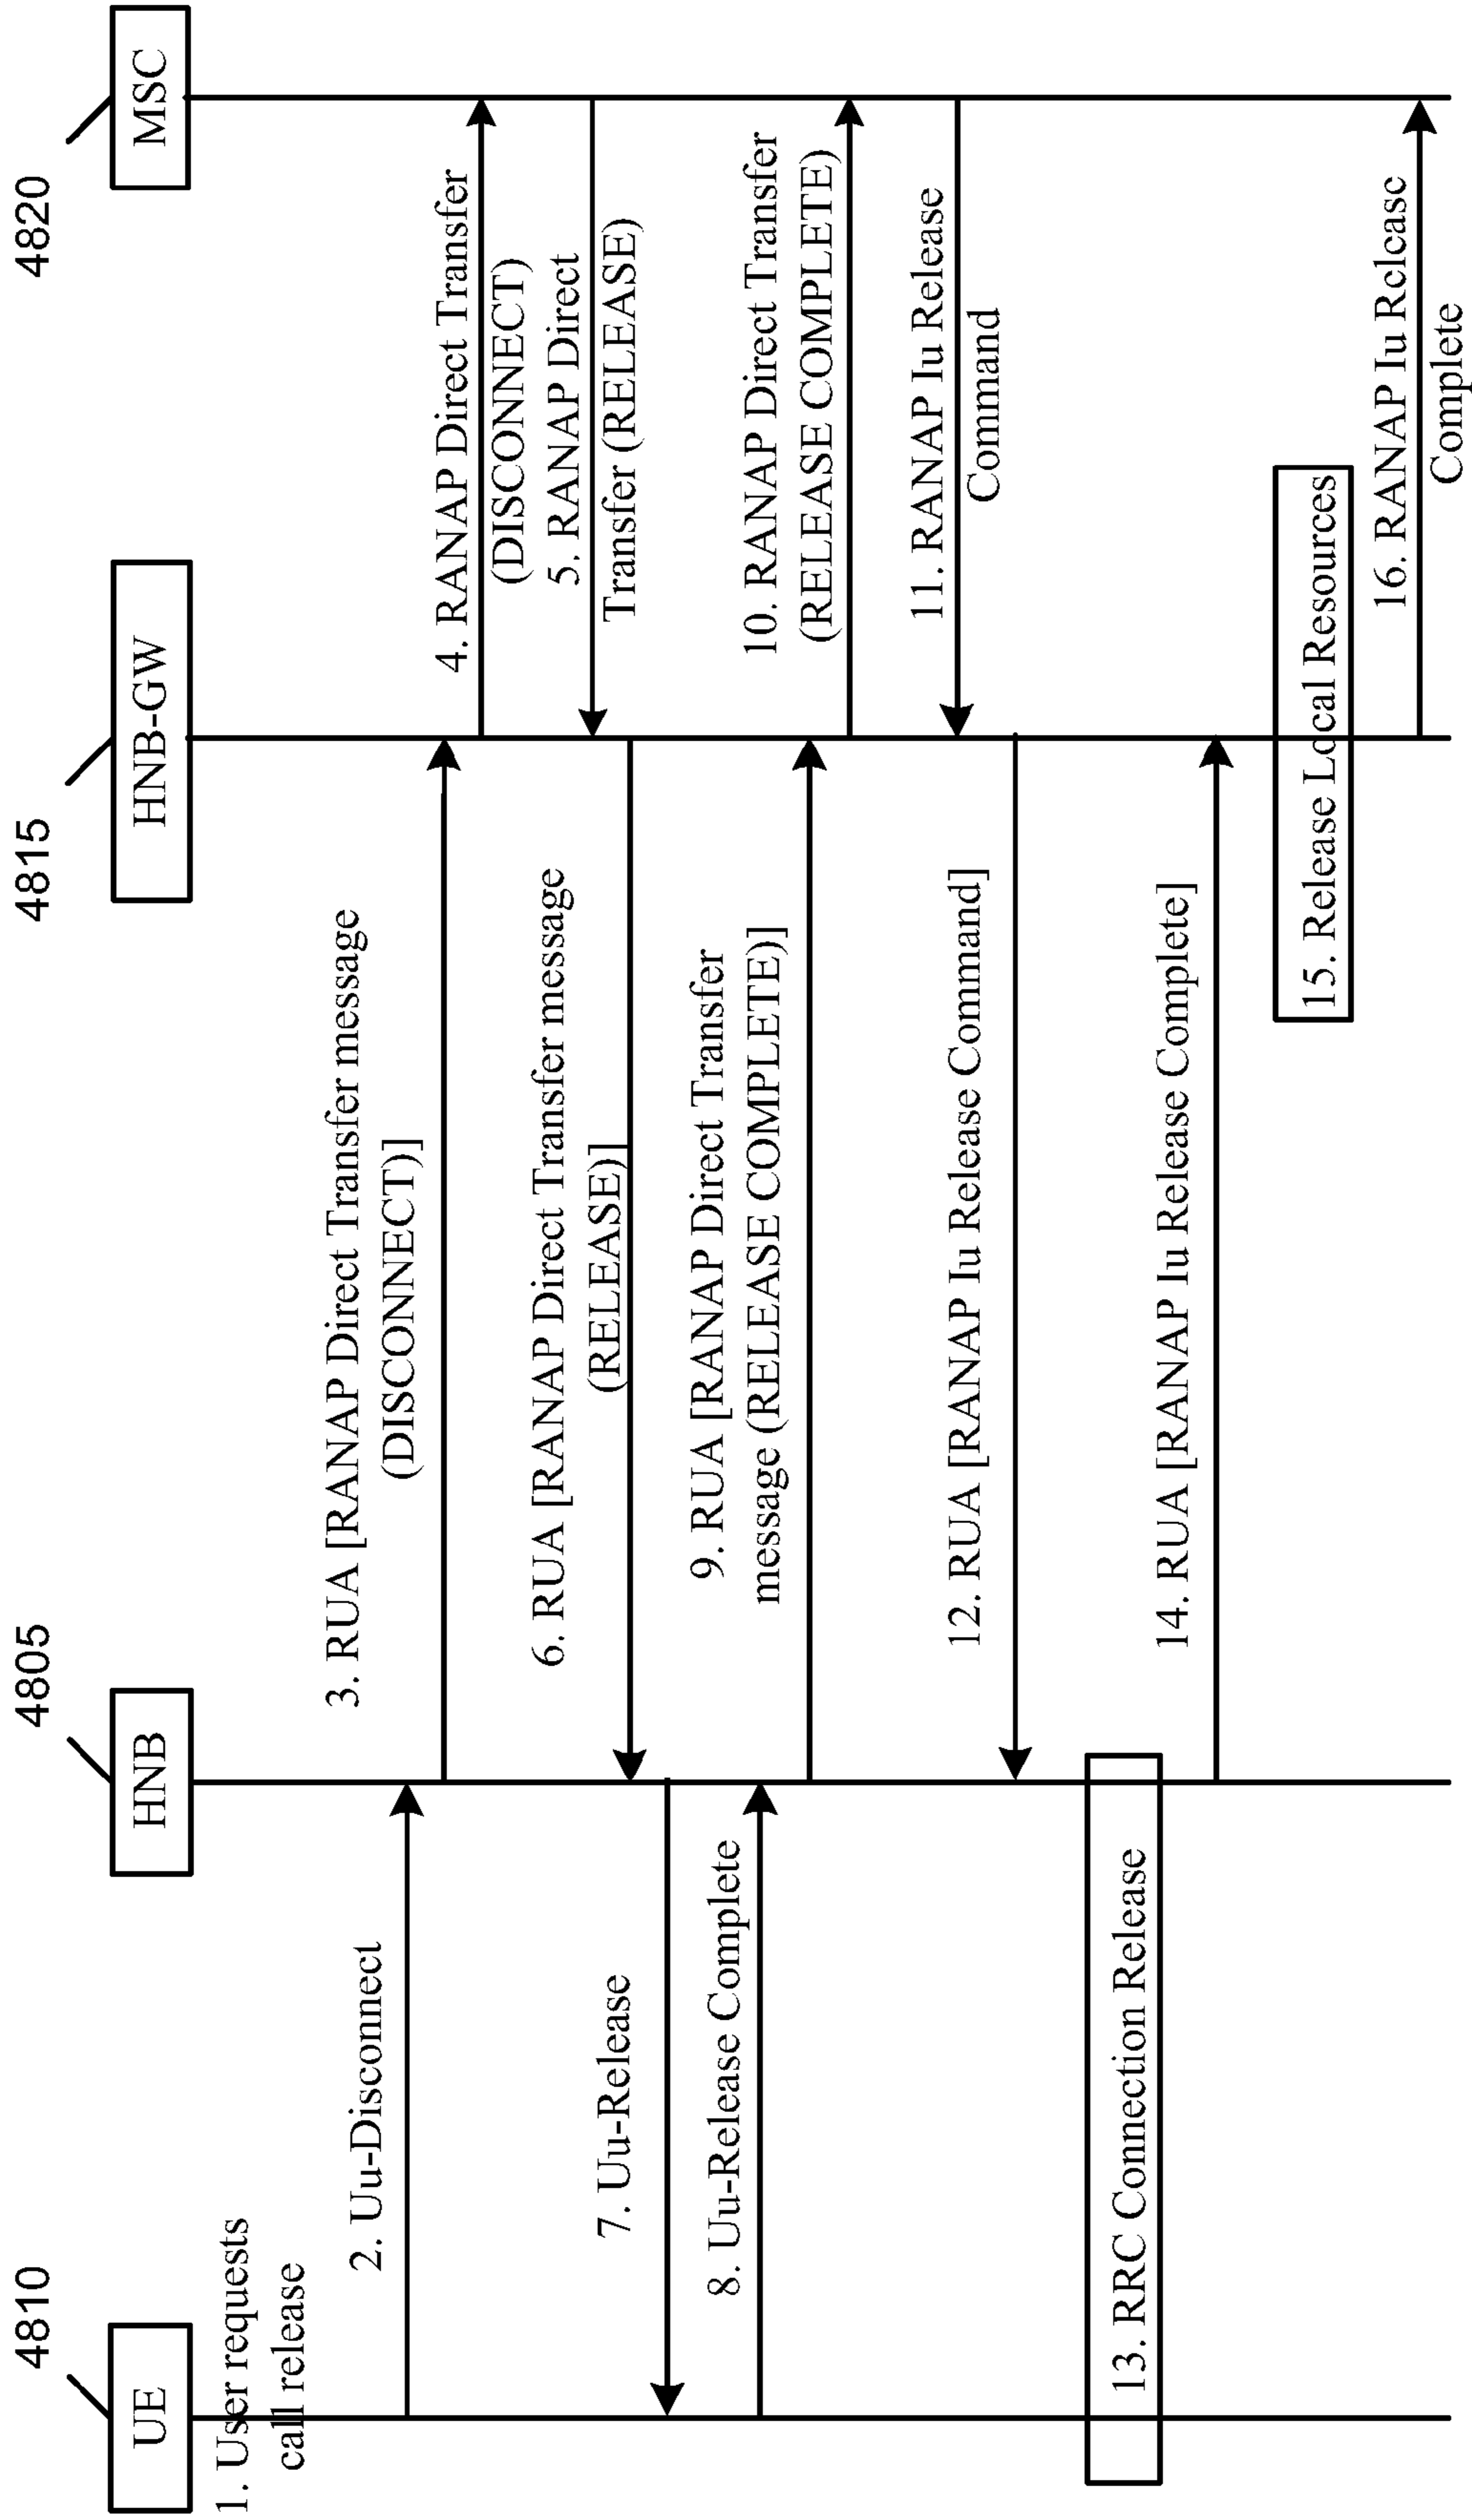 4810
4805
4815
4820
UE
HNB
HNB-GW
MSC
1. User requests
call release
2. Uu-Disconnect
3. RUA [RANAP Direct Transfer message
(DISCONNECT)]
4. RANAP Direct Transfer
(DISCONNECT)
5. RANAP Direct
Transfer (RELEASE)
6. RUA [RANAP Direct Transfer message
(RELEASE)]
7. Uu-Release
8. Uu-Release Complete
9. RUA [RANAP Direct Transfer
message (RELEASE COMPLETE)]
10. RANAP Direct Transfer
(RELEASE COMPLETE)
11. RANAP Iu Release
Command
12. RUA [RANAP Iu Release Command]
13. RRC Connection Release
14. RUA [RANAP Iu Release Complete]
15. Release Local Resources
16. RANAP Iu Release
Complete